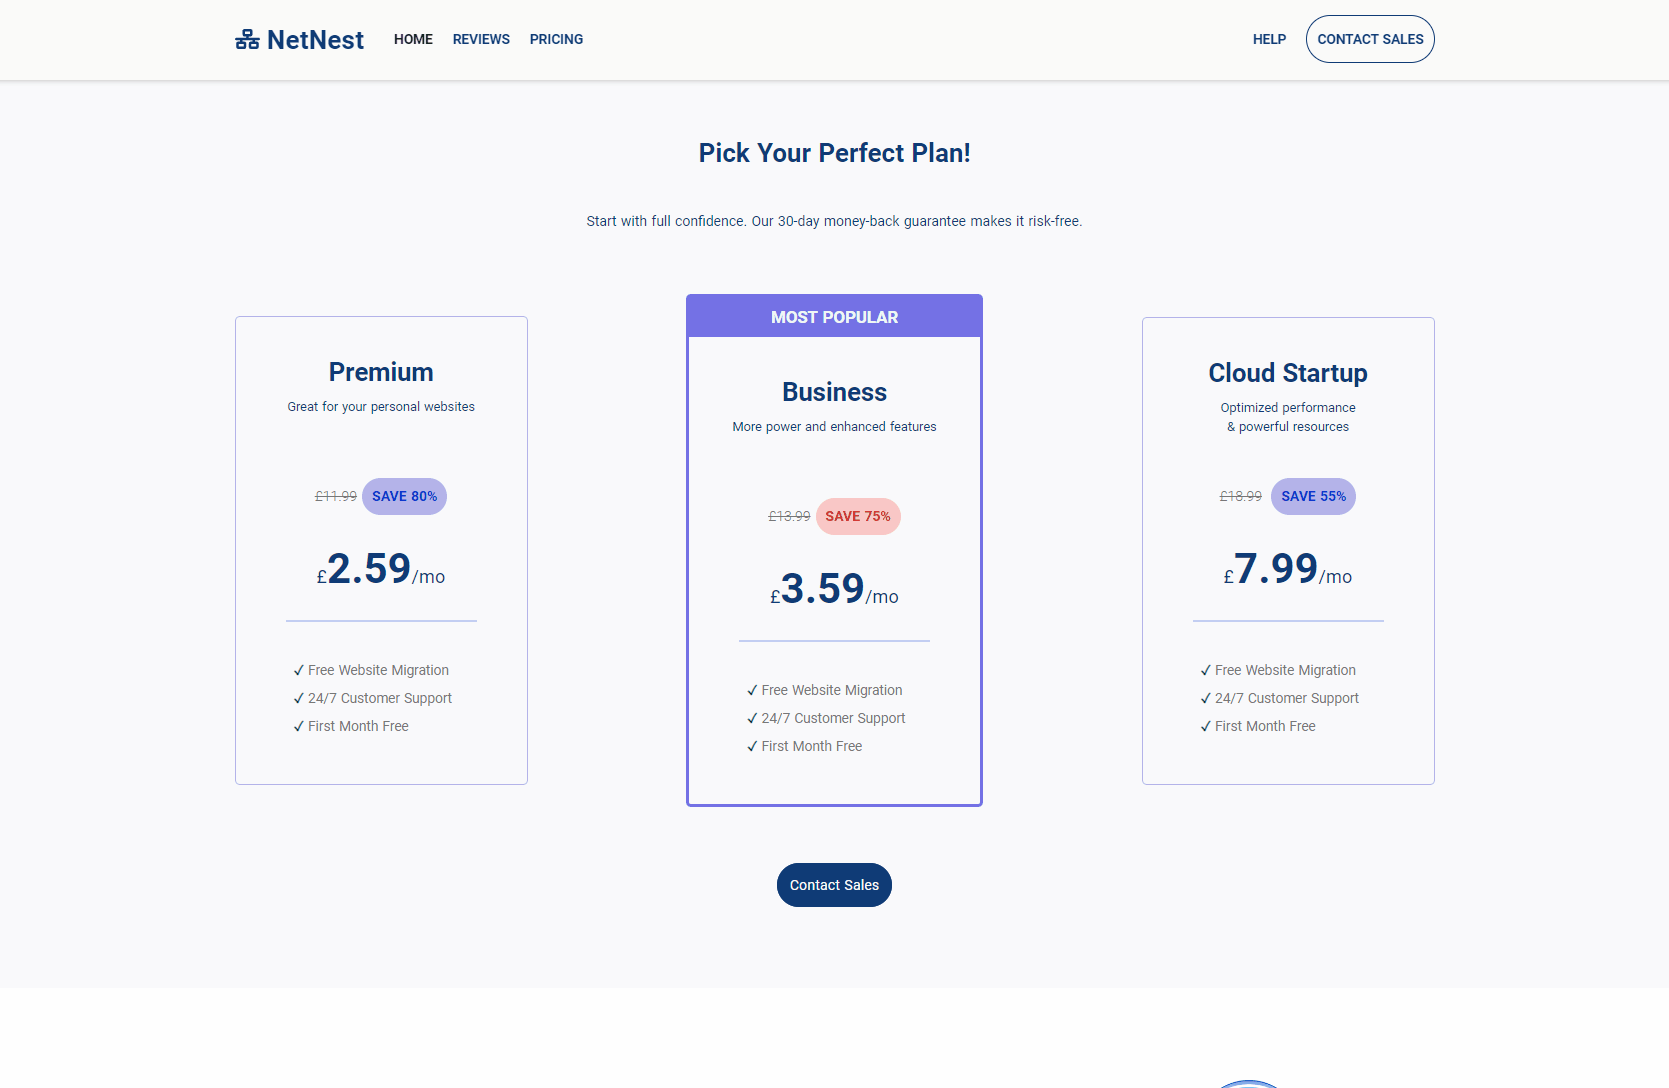 NetNest HOME REVIEWS PRICING HELP CONTACT SALES
Pick Your Perfect Plan!
Start with full confidence. Our 30-day money-back guarantee makes it risk-free.
Premium
Great for your personal websites
£11.99 SAVE 80%
£2.59/mo
✓ Free Website Migration
✓ 24/7 Customer Support
✓ First Month Free
MOST POPULAR
Business
More power and enhanced features
£13.99 SAVE 75%
£3.59/mo
✓ Free Website Migration
✓ 24/7 Customer Support
✓ First Month Free
Cloud Startup
Optimized performance
& powerful resources
£18.99 SAVE 55%
£7.99/mo
✓ Free Website Migration
✓ 24/7 Customer Support
✓ First Month Free
Contact Sales